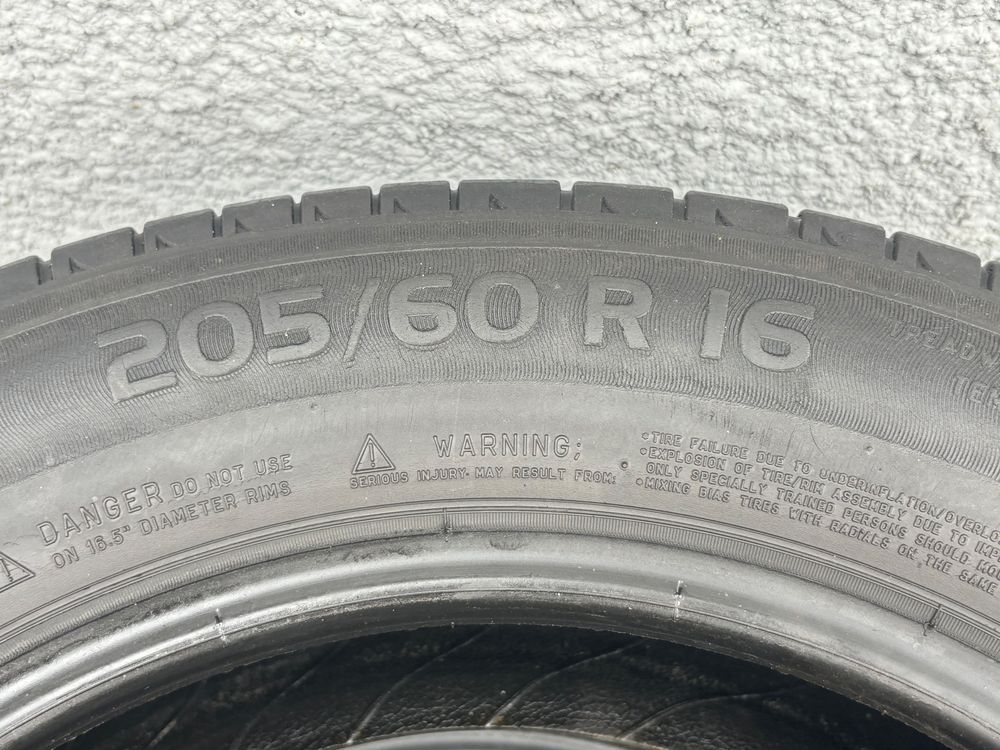 205/60 R 16
DANGER DO NOT USE
ON 16.5" DIAMETER RIMS
WARNING:
SERIOUS INJURY MAY RESULT FROM:
•TIRE FAILURE DUE TO UNDERINFLATION/OVERLO
•EXPLOSION OF TIRE/RIM ASSEMBLY DUE TO IMP
ONLY SPECIALLY TRAINED PERSONS SHOULD MO
•MIXING BIAS TIRES WITH RADIALS ON THE SAME